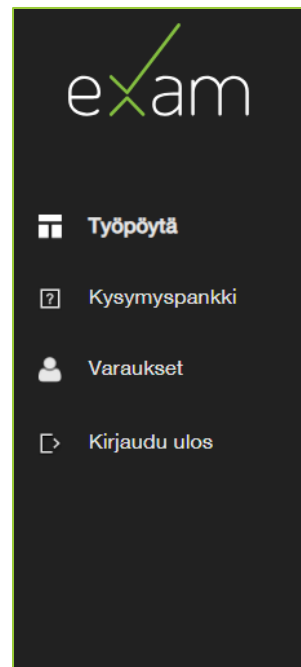 exam
Työpöytä
Kysymyspankki
Varaukset
Kirjaudu ulos